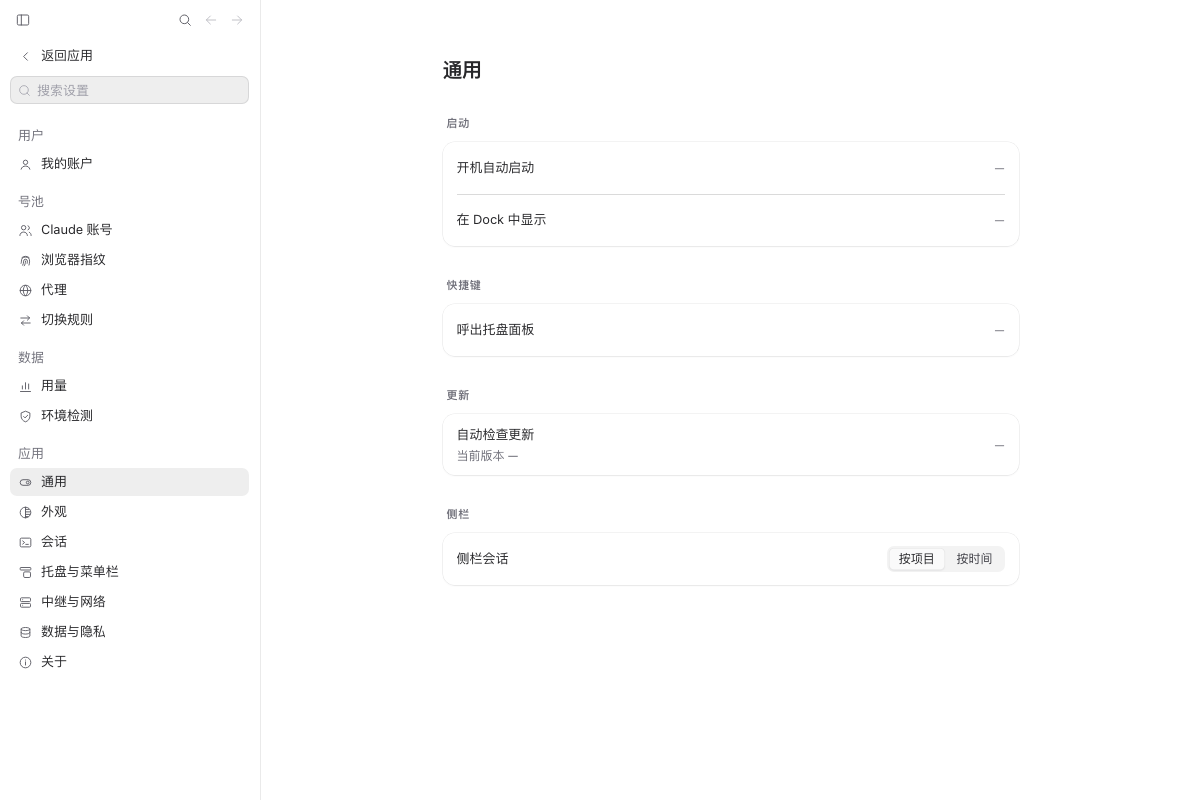 返回应用
搜索设置
用户
我的账户
号池
Claude 账号
浏览器指纹
代理
切换规则
数据
用量
环境检测
应用
通用
外观
会话
托盘与菜单栏
中继与网络
数据与隐私
关于
通用
启动
开机自动启动 —
在 Dock 中显示 —
快捷键
呼出托盘面板 —
更新
自动检查更新 —
当前版本 —
侧栏
侧栏会话 按项目 按时间